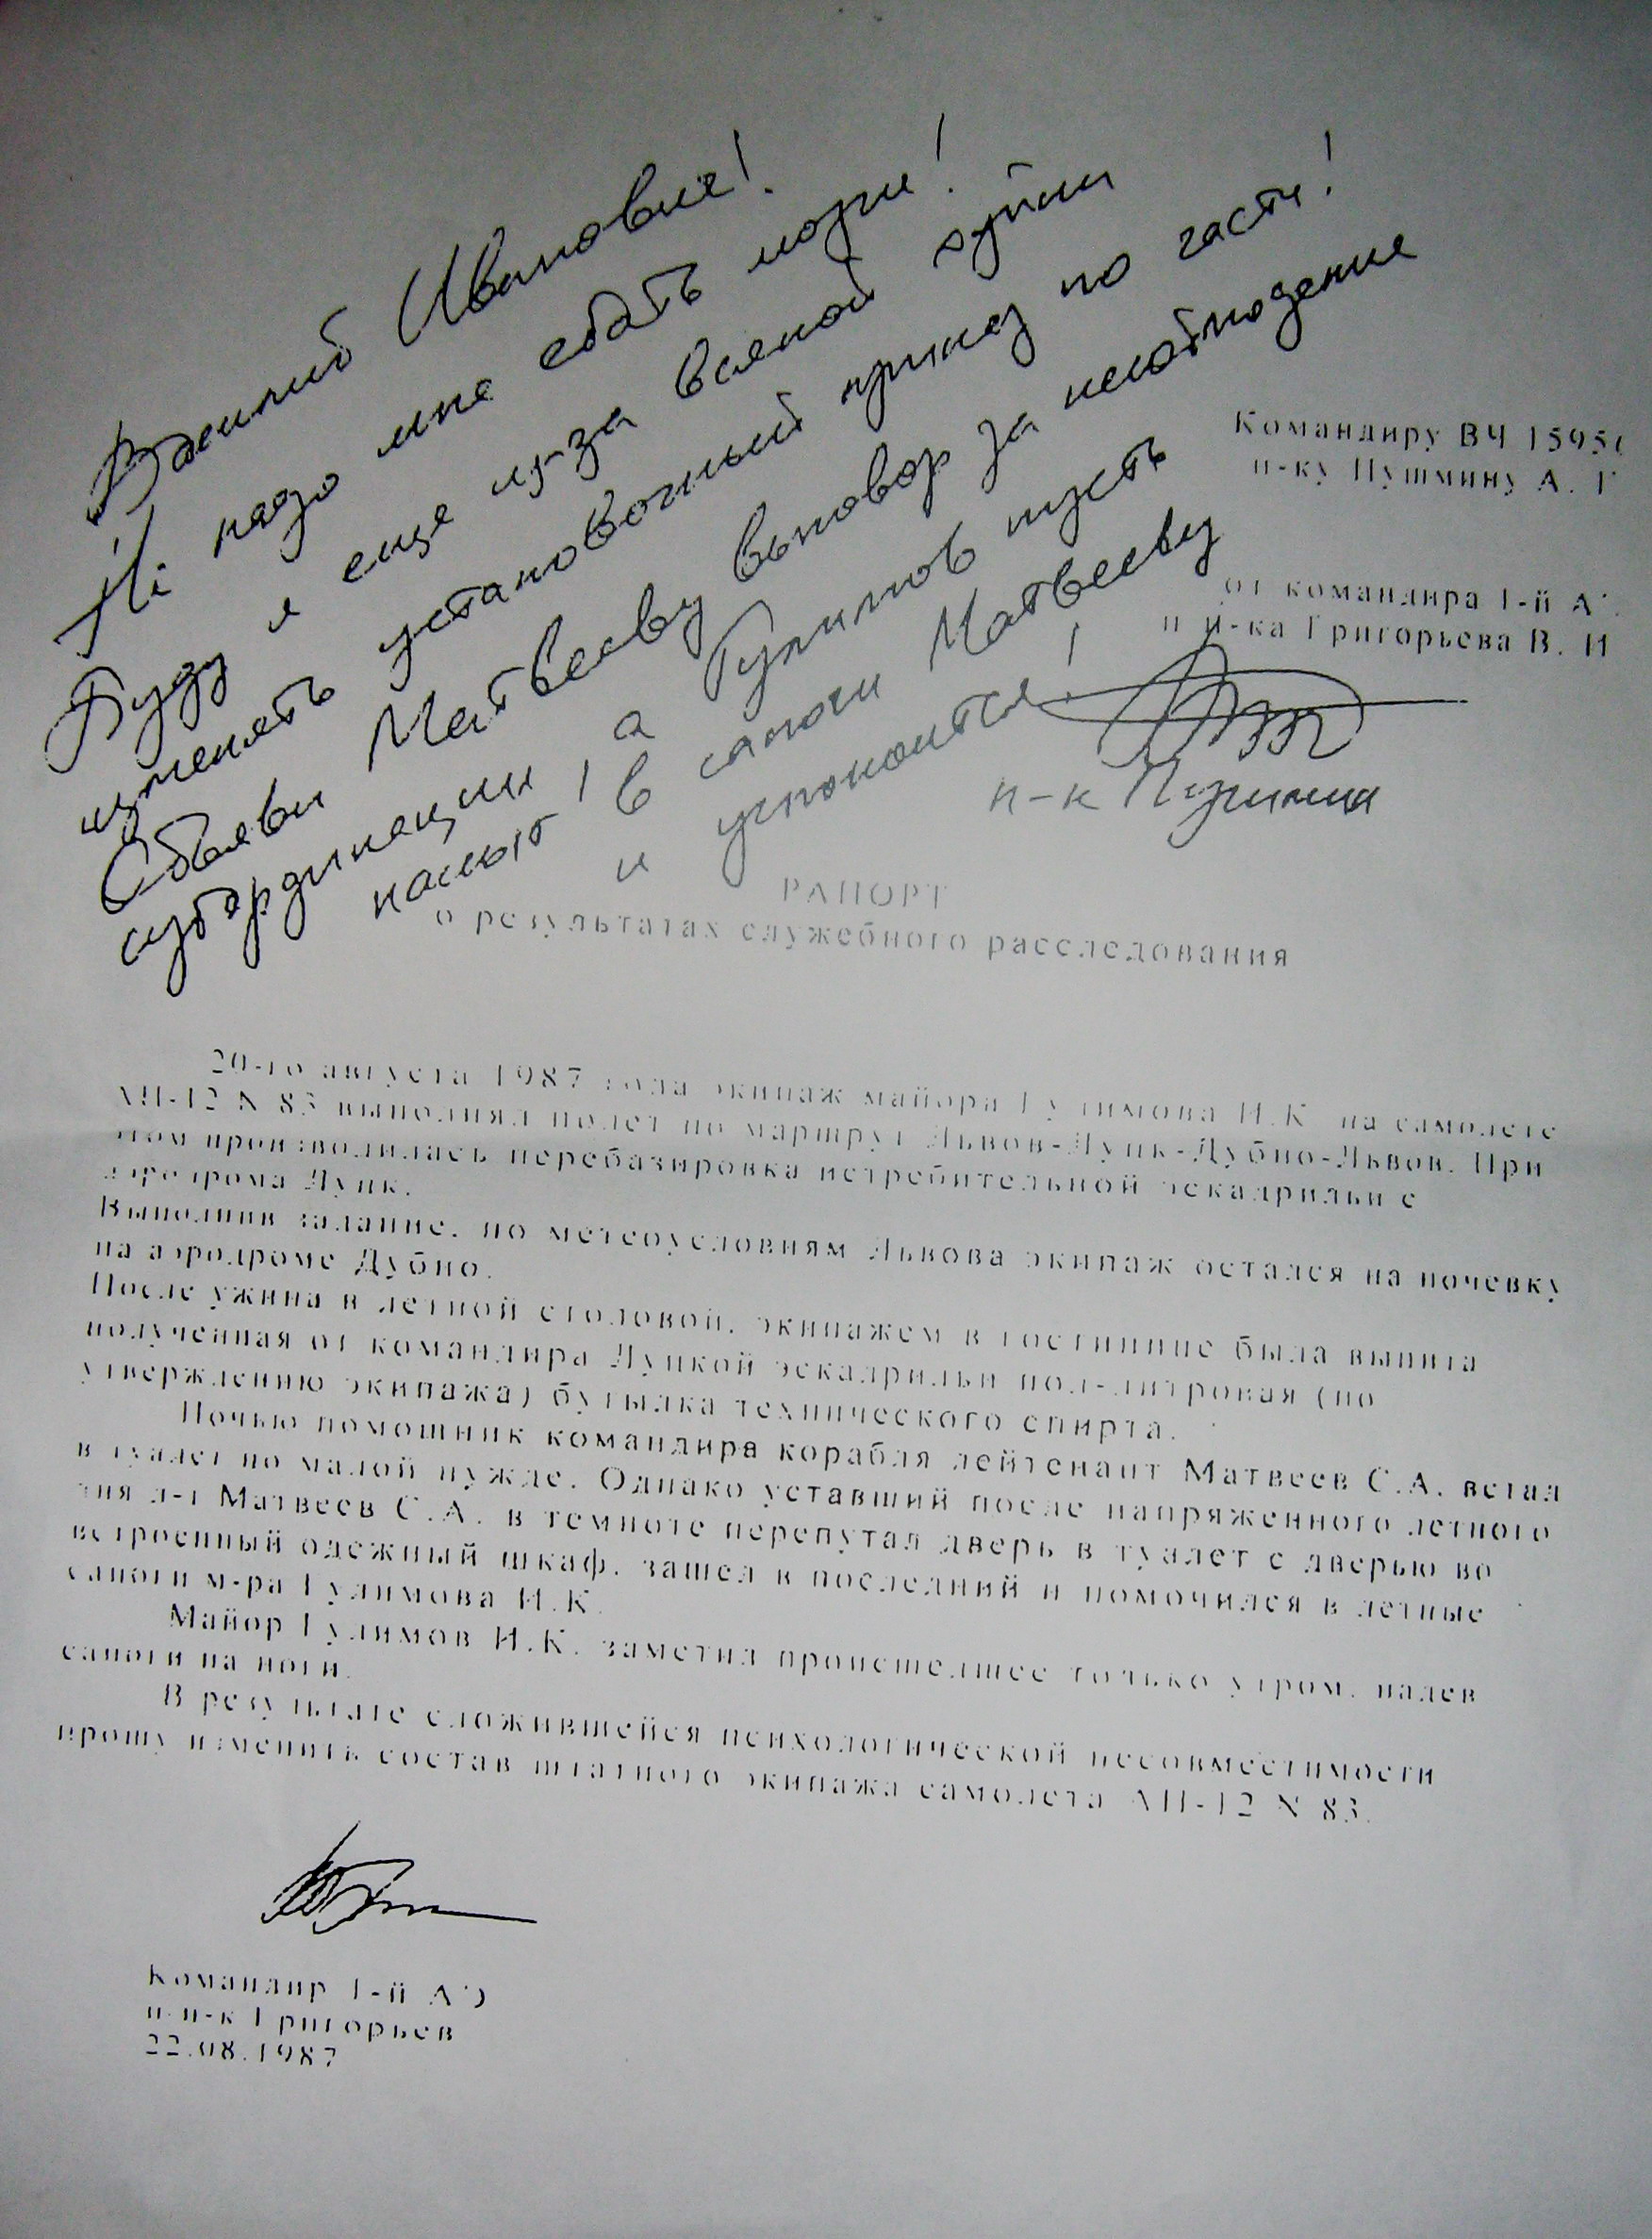 Василий Иванович!
Не надо мне ебать мозги!
Буду я еще из-за всякой хуйни
изменять установочный приказ по части!
Объяви Матвееву выговор за несоблюдение
субординации, а Гулимов пусть
нассыт в сапоги Матвееву
и успокоится!
п-к Пушмин
Командиру ВЧ 1595
п-ку Пушмину А. Г
от командира 1-й АЭ
п/п-ка Григорьева В. И
РАПОРТ
о результатах служебного расследования
20-го августа 1987 года экипаж майора Гулимова И.К. на самолете
АН-12 N 83 выполнял полет по маршруту Львов-Луцк-Дубно-Львов. При
этом производилась перебазировка истребительной эскадрильи с
аэродрома Луцк.
Выполнив задание, по метеоусловиям Львова экипаж остался на ночевку
на аэродроме Дубно.
После ужина в летной столовой, экипажем в гостинице была выпита
полученная от командира Луцкой эскадрильи пол-литровая (по
утверждению экипажа) бутылка технического спирта.
Ночью помощник командира корабля лейтенант Матвеев С.А. встал
в туалет по малой нужде. Однако уставший после напряженного летного
дня л-т Матвеев С.А. в темноте перепутал дверь в туалет с дверью во
встроенный одежный шкаф, зашел в последний и помочился в летные
сапоги м-ра Гулимова И.К.
Майор Гулимов И.К. заметил происшедшее только утром, надев
сапоги на ноги.
В результате сложившейся психологической несовместимости
прошу изменить состав штатного экипажа самолета АН-12 N 83.
Командир 1-й АЭ
п/п-к Григорьев
22.08.1987